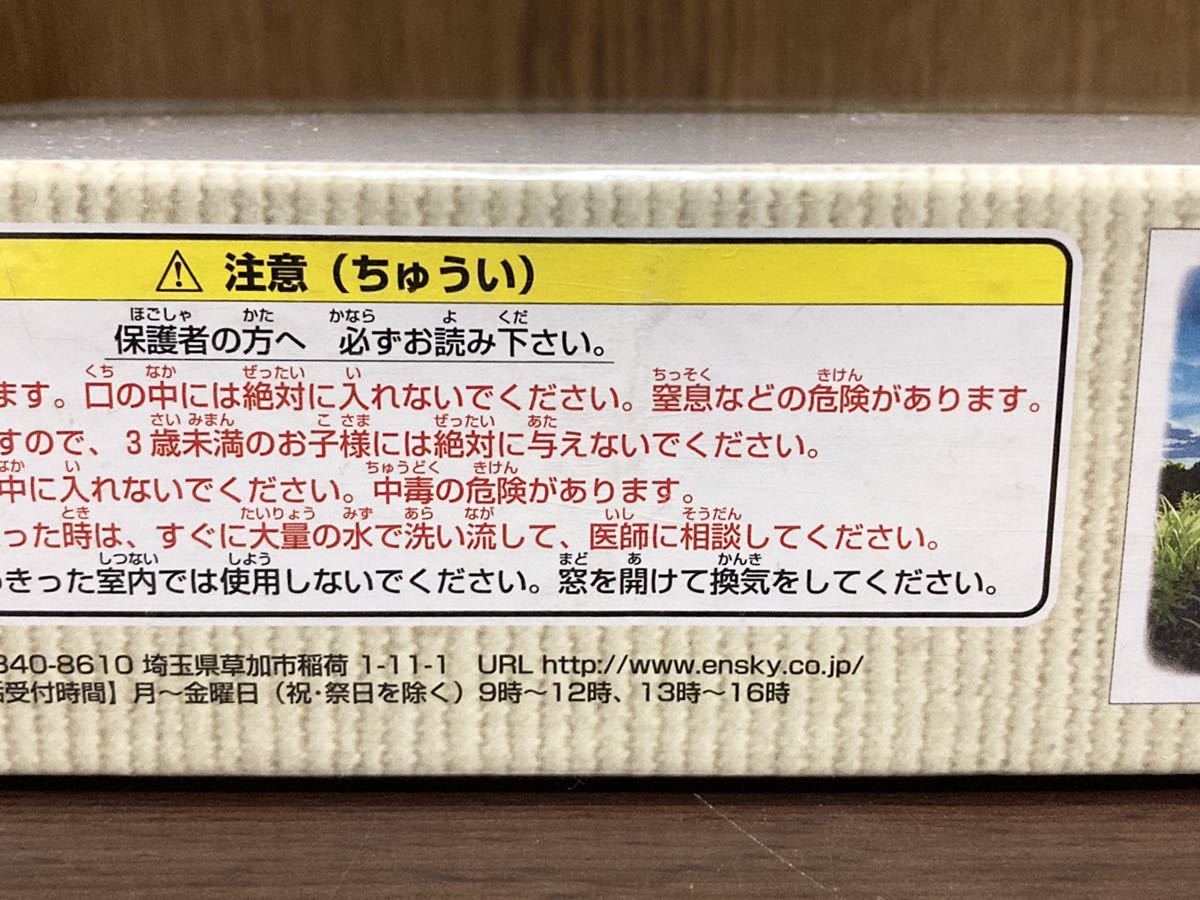 ⚠ 注意（ちゅうい）
ほごしゃ かた かなら よ くだ
保護者の方へ 必ずお読み下さい。
くち なか ぜったい い ちっそく きけん
ます。口の中には絶対に入れないでください。窒息などの危険があります。
さい みまん こ さま ぜったい あた
すので、3歳未満のお子様には絶対に与えないでください。
なか い ちゅうどく きけん
中に入れないでください。中毒の危険があります。
とき たいりょう みず あら なが いし そうだん
った時は、すぐに大量の水で洗い流して、医師に相談してください。
しつない しよう まど あ かんき
きった室内では使用しないでください。窓を開けて換気をしてください。
340-8610 埼玉県草加市稲荷 1-11-1 URL http://www.ensky.co.jp/
受付時間】月～金曜日（祝・祭日を除く）9時～12時、13時～16時